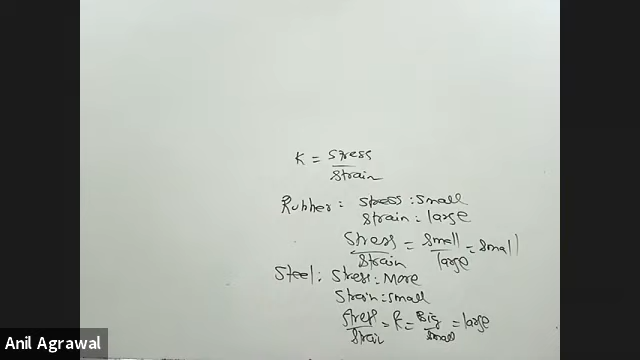 K = Stress
Strain
Rubber: Stress: Small
Strain: large
Stress = Small = Small
Strain large
Steel: Stress: More
Strain: Small
Stress = K = Big = large
Strain Small
Anil Agrawal